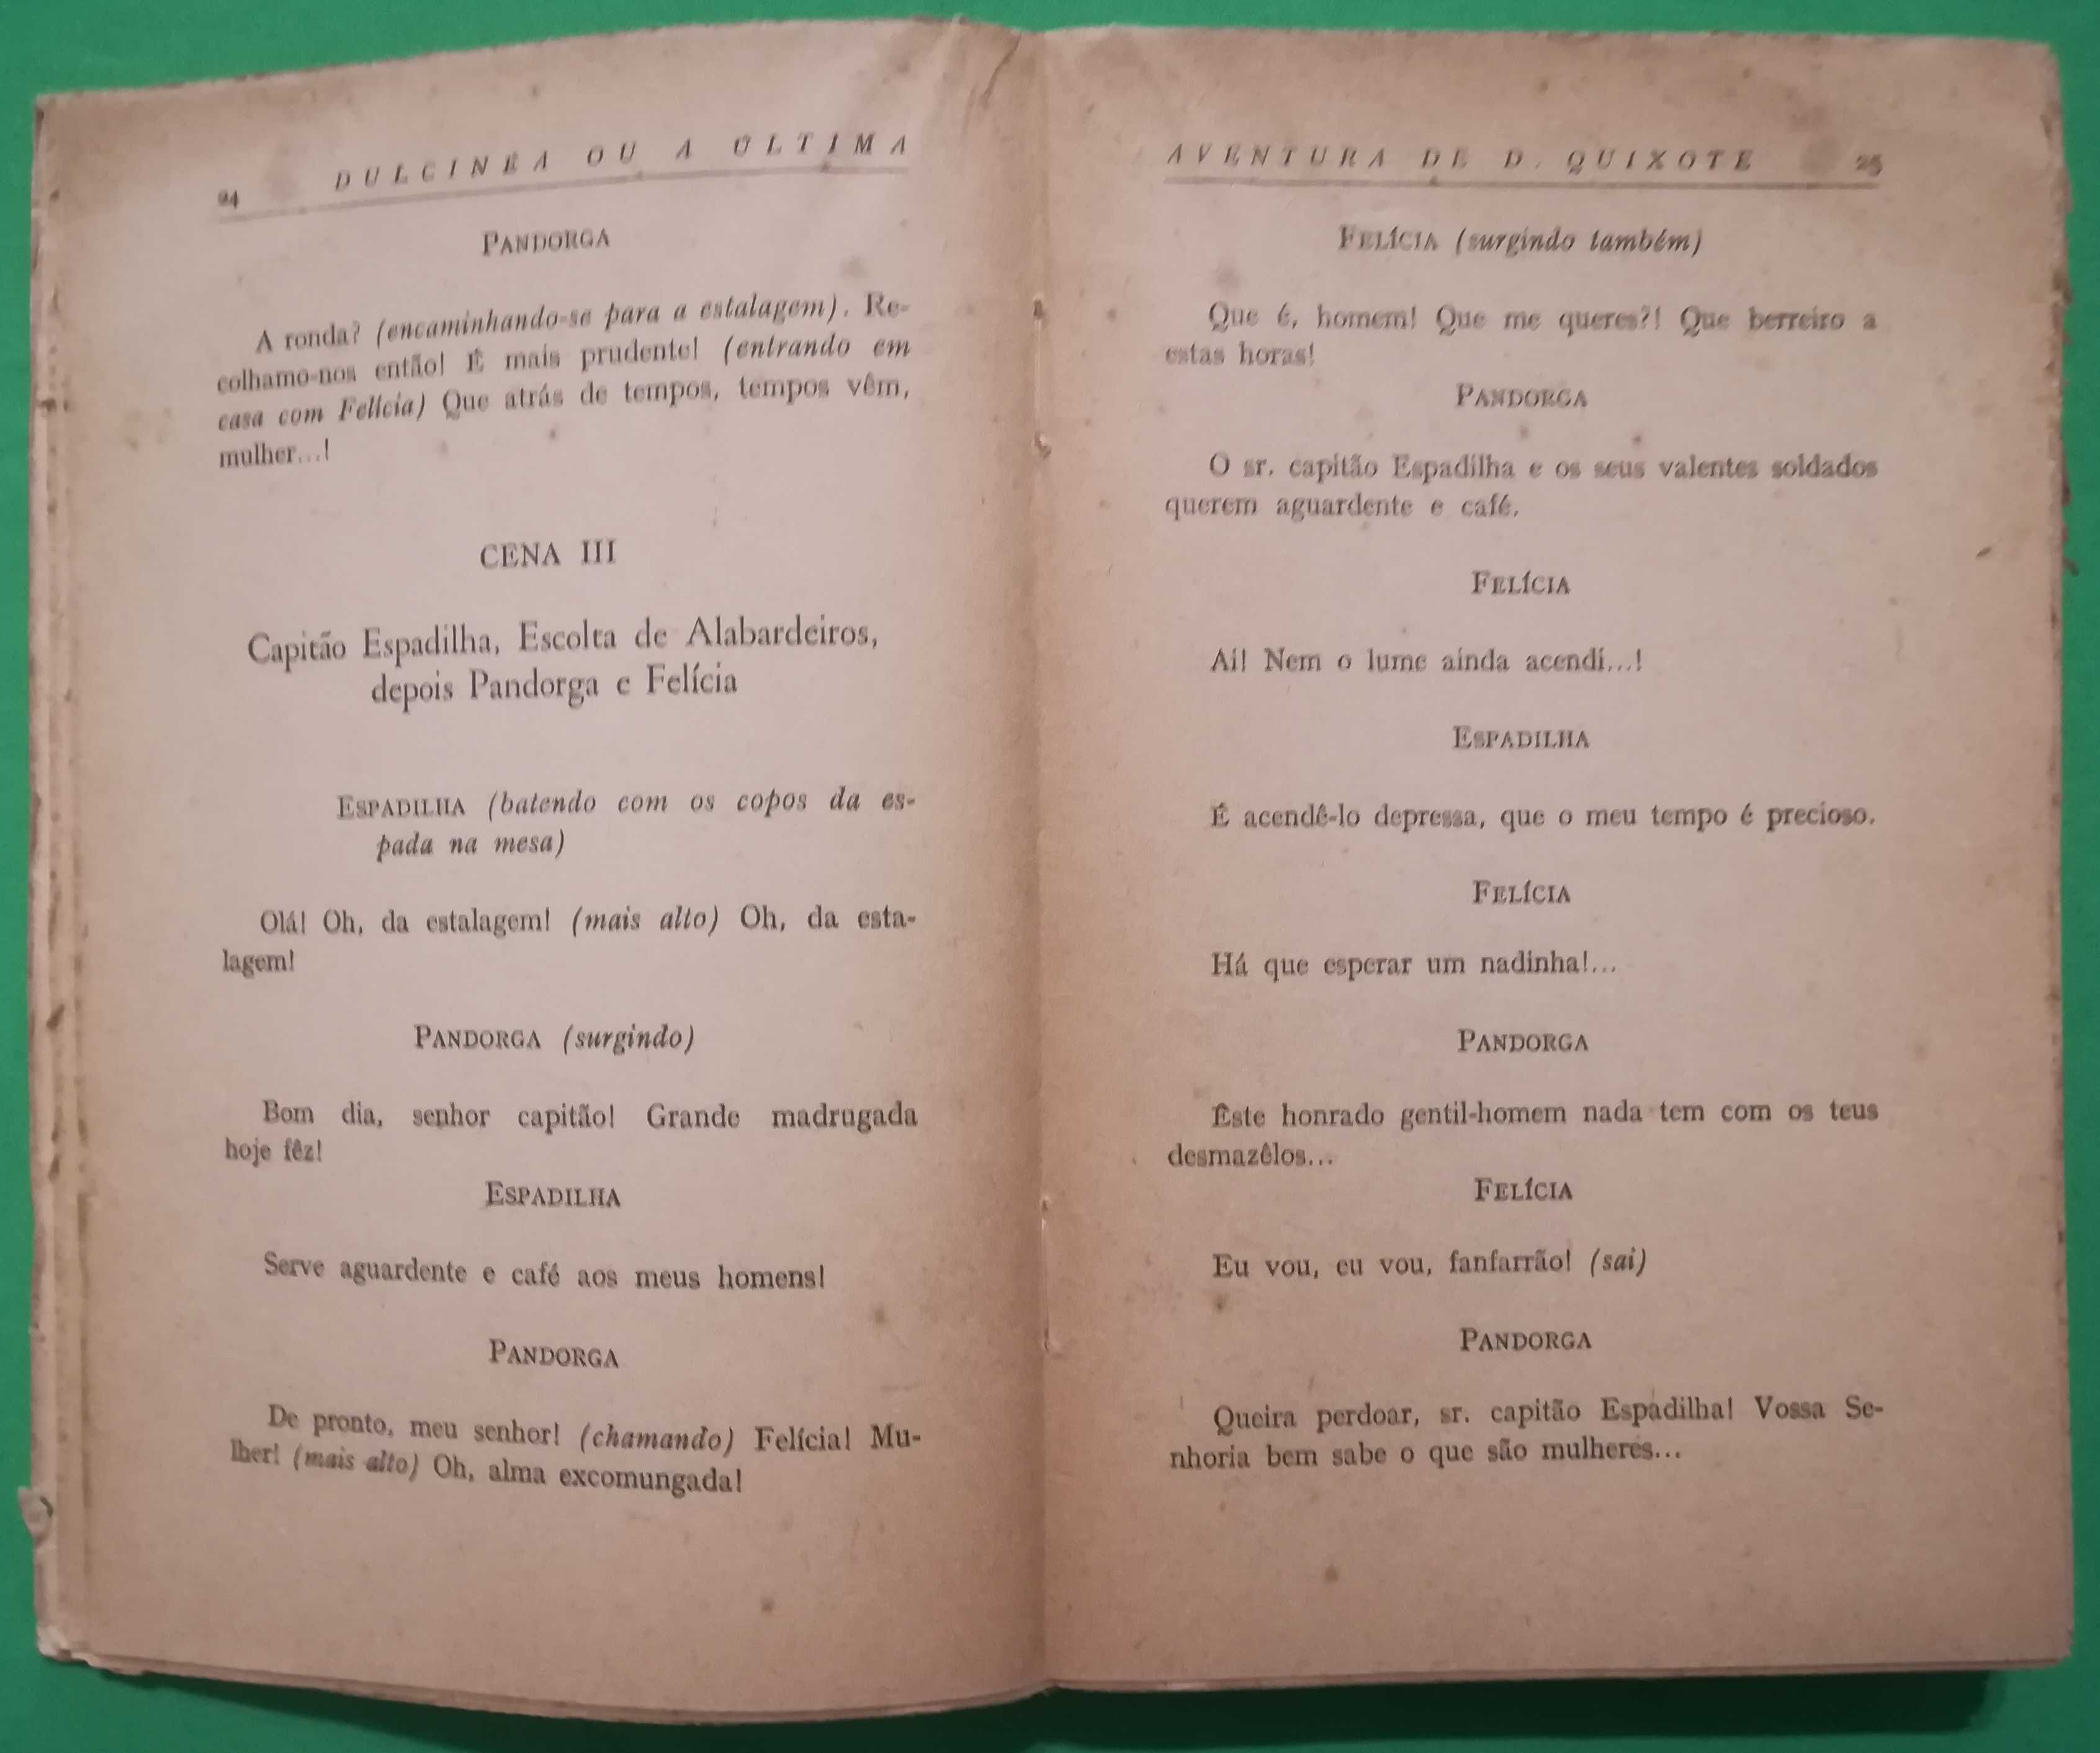 24 DULCINEA OU A ÚLTIMA
PANDORGA
A ronda? (encaminhando-se para a estalagem). Re-
colhamo-nos então! É mais prudente! (entrando em
casa com Felícia) Que atrás de tempos, tempos vêm,
mulher...!
CENA III
Capitão Espadilha, Escolta de Alabardeiros,
depois Pandorga e Felícia
ESPADILHA (batendo com os copos da es-
pada na mesa)
Olá! Oh, da estalagem! (mais alto) Oh, da esta-
lagem!
PANDORGA (surgindo)
Bom dia, senhor capitão! Grande madrugada
hoje fêz!
ESPADILHA
Serve aguardente e café aos meus homens!
PANDORGA
De pronto, meu senhor! (chamando) Felícia! Mu-
lher! (mais alto) Oh, alma excomungada!
AVENTURA DE D. QUIXOTE 25
FELÍCIA (surgindo também)
Que é, homem! Que me queres?! Que berreiro a
estas horas!
PANDORGA
O sr. capitão Espadilha e os seus valentes soldados
querem aguardente e café.
FELÍCIA
Ai! Nem o lume ainda acendi...!
ESPADILHA
É acendê-lo depressa, que o meu tempo é precioso.
FELÍCIA
Há que esperar um nadinha!...
PANDORGA
Êste honrado gentil-homem nada tem com os teus
desmazêlos...
FELÍCIA
Eu vou, eu vou, fanfarrão! (sai)
PANDORGA
Queira perdoar, sr. capitão Espadilha! Vossa Se-
nhoria bem sabe o que são mulheres...